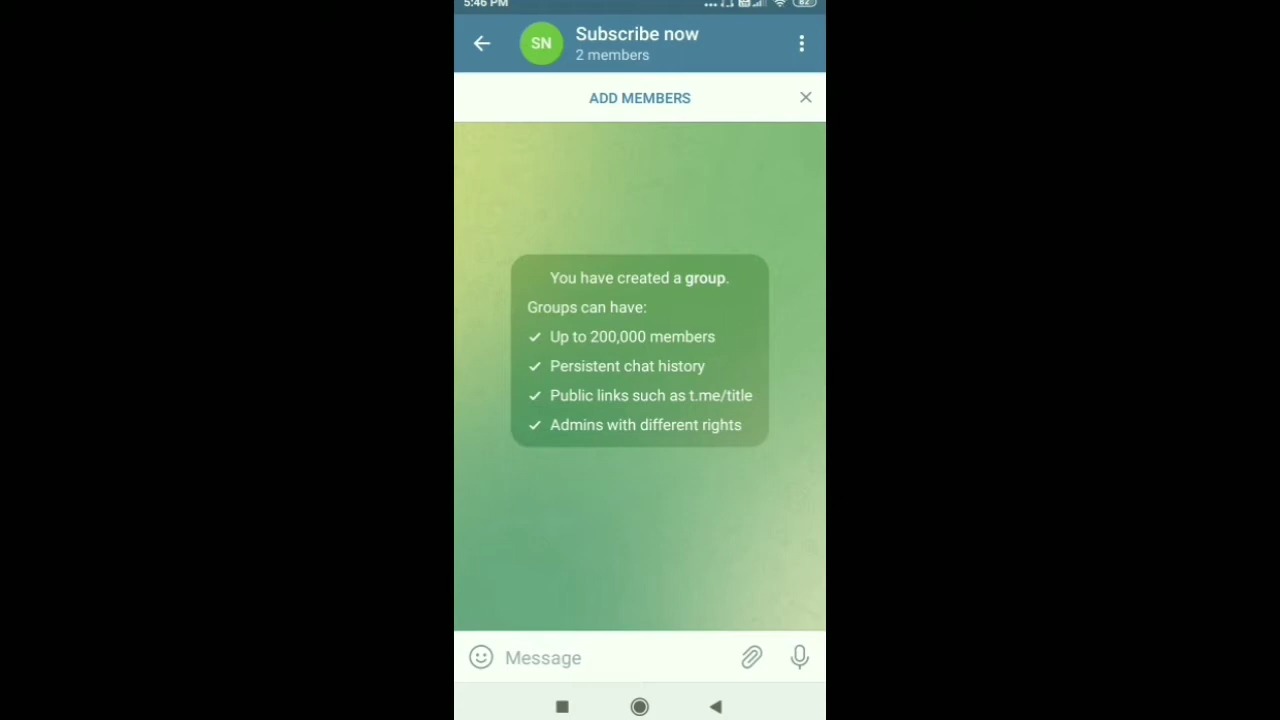 5:46 PM
82
SN
Subscribe now
2 members
ADD MEMBERS
You have created a group.
Groups can have:
Up to 200,000 members
Persistent chat history
Public links such as t.me/title
Admins with different rights
Message